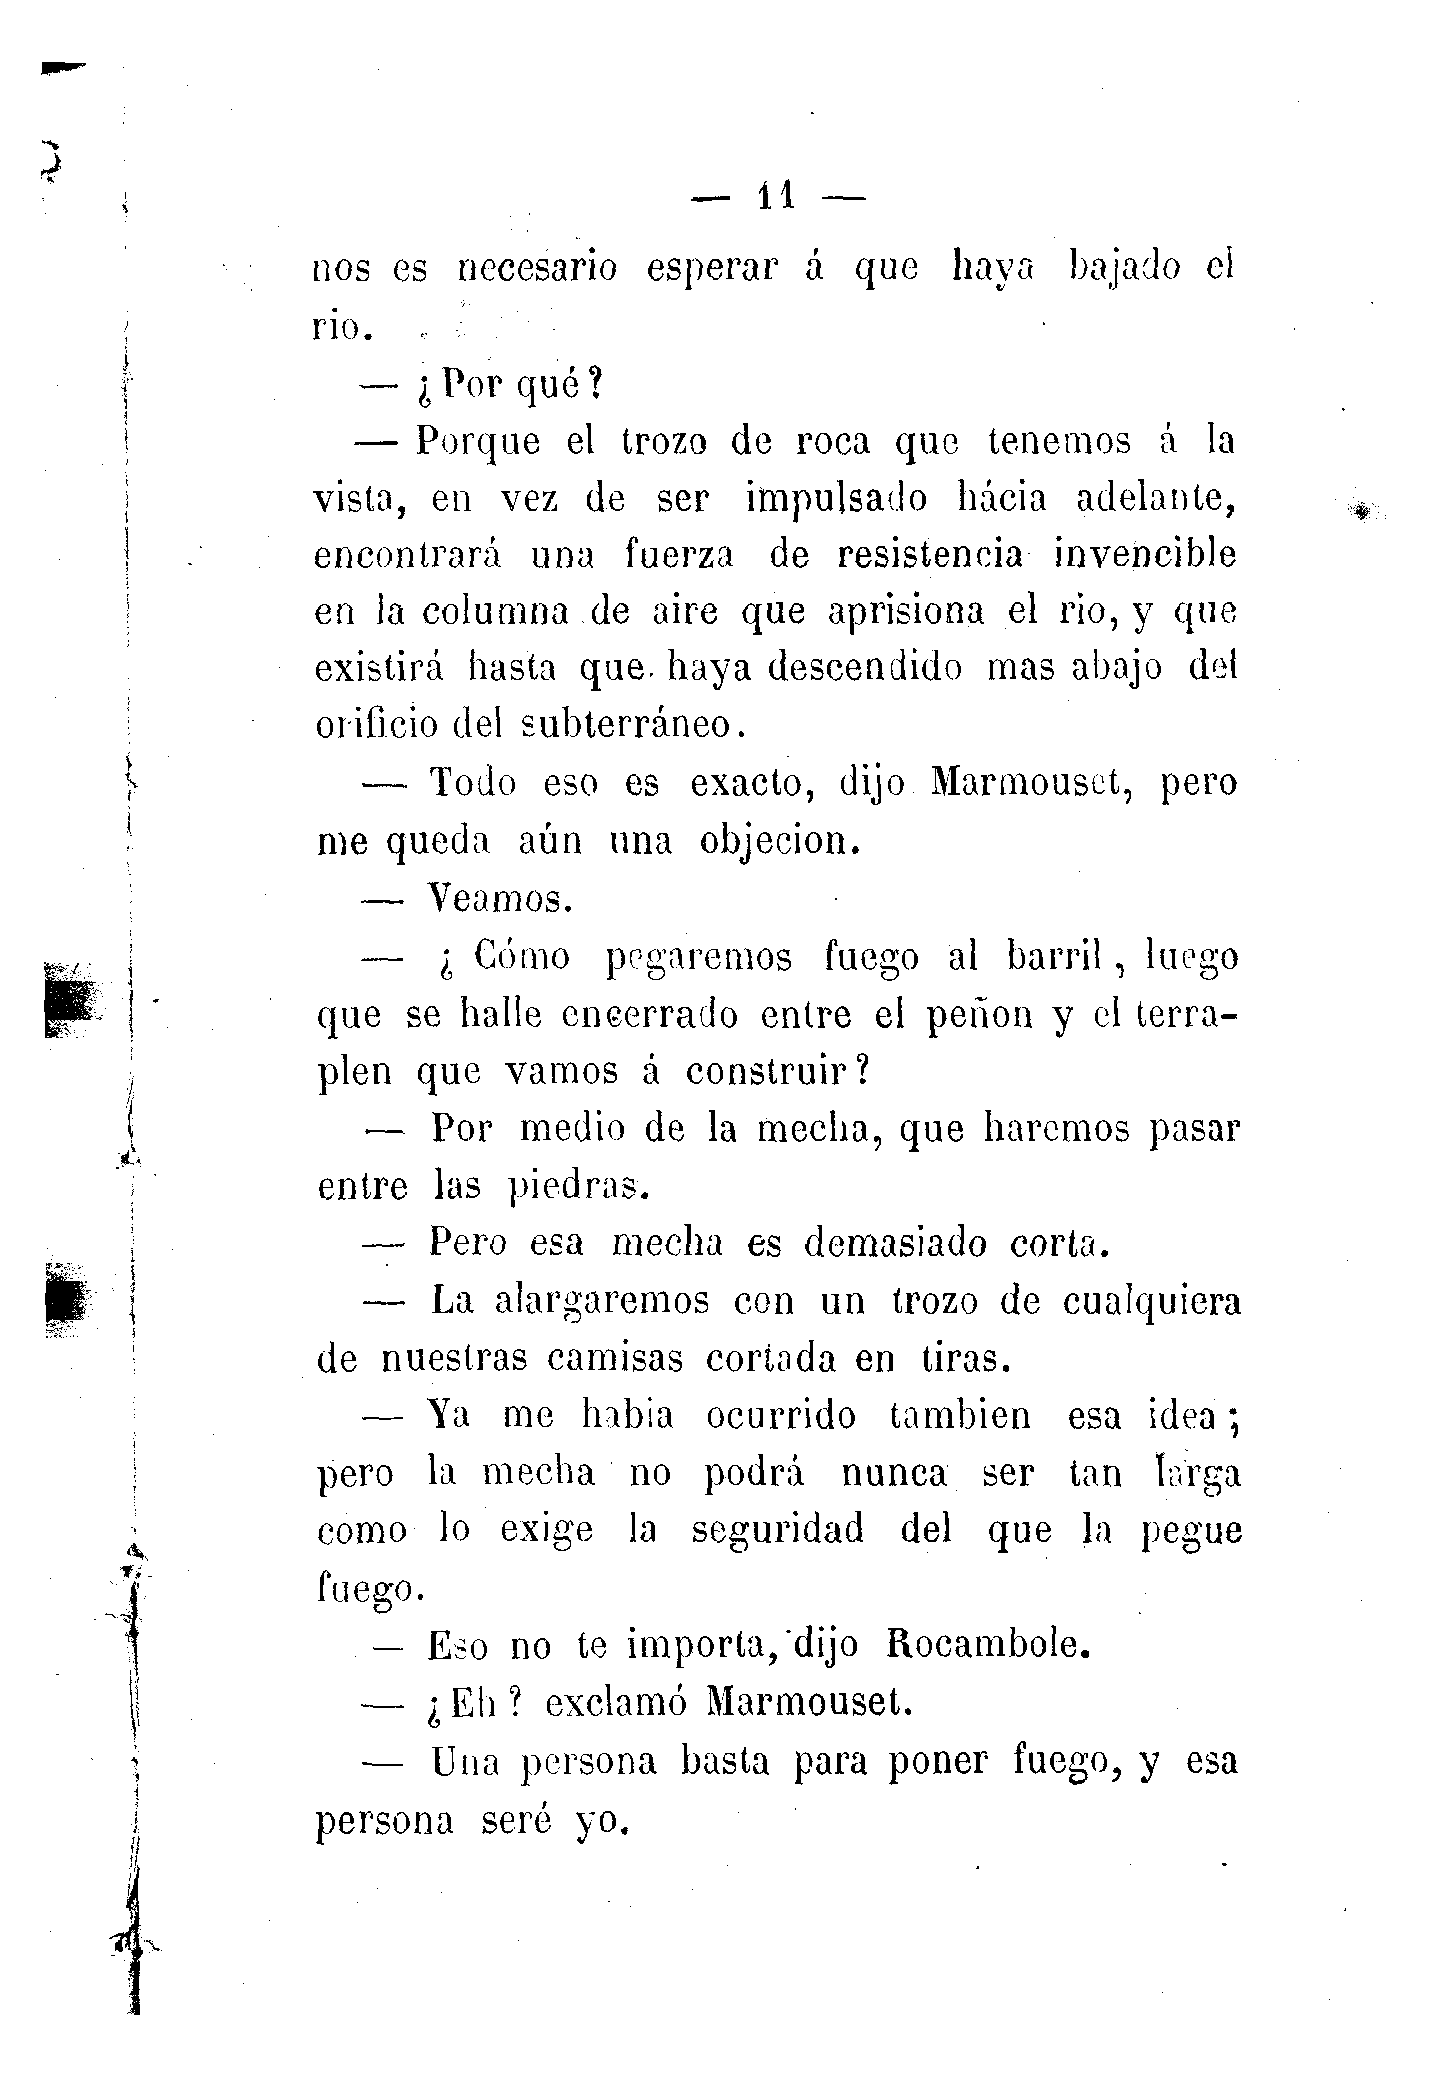 — 11 —
nos es necesario esperar á que haya bajado el
rio.
— ¿Por qué?
— Porque el trozo de roca que tenemos á la
vista, en vez de ser impulsado hácia adelante,
encontrará una fuerza de resistencia invencible
en la columna de aire que aprisiona el rio, y que
existirá hasta que haya descendido mas abajo del
orificio del subterráneo.
— Todo eso es exacto, dijo Marmouset, pero
me queda aún una objecion.
— Veamos.
— ¿Cómo pegaremos fuego al barril, luego
que se halle encerrado entre el peñon y el terra-
plen que vamos á construir?
— Por medio de la mecha, que haremos pasar
entre las piedras.
— Pero esa mecha es demasiado corta.
— La alargaremos con un trozo de cualquiera
de nuestras camisas cortada en tiras.
— Ya me habia ocurrido tambien esa idea;
pero la mecha no podrá nunca ser tan larga
como lo exige la seguridad del que la pegue
fuego.
— Eso no te importa, dijo Rocambole.
— ¿Eh? exclamó Marmouset.
— Una persona basta para poner fuego, y esa
persona seré yo.